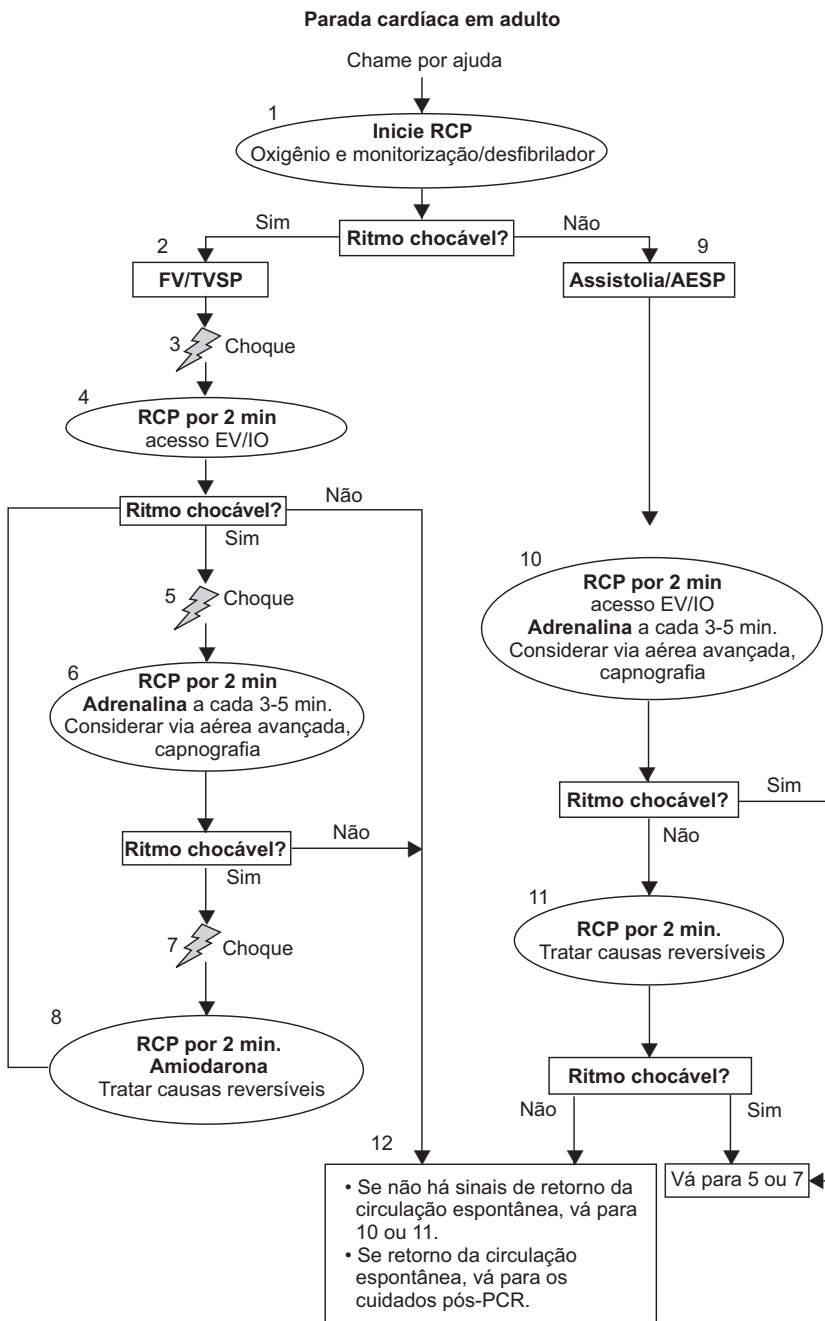 Parada cardíaca em adulto
Chame por ajuda
1
Inicie RCP
Oxigênio e monitorização/desfibrilador
Sim
Ritmo chocável?
Não
2
FV/TVSP
9
Assistolia/AESP
3
Choque
4
RCP por 2 min
acesso EV/IO
Ritmo chocável?
Não
Sim
5
Choque
6
RCP por 2 min
Adrenalina a cada 3-5 min.
Considerar via aérea avançada,
capnografia
Ritmo chocável?
Não
Sim
7
Choque
8
RCP por 2 min.
Amiodarona
Tratar causas reversíveis
10
RCP por 2 min
acesso EV/IO
Adrenalina a cada 3-5 min.
Considerar via aérea avançada,
capnografia
Ritmo chocável?
Sim
Não
11
RCP por 2 min.
Tratar causas reversíveis
Ritmo chocável?
Não
Sim
12
• Se não há sinais de retorno da
circulação espontânea, vá para
10 ou 11.
• Se retorno da circulação
espontânea, vá para os
cuidados pós-PCR.
Vá para 5 ou 7